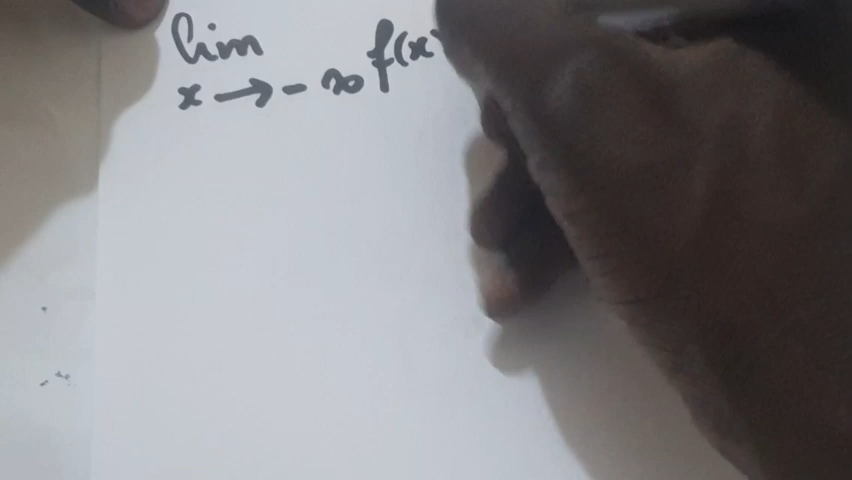 lim f(x)
x → -∞